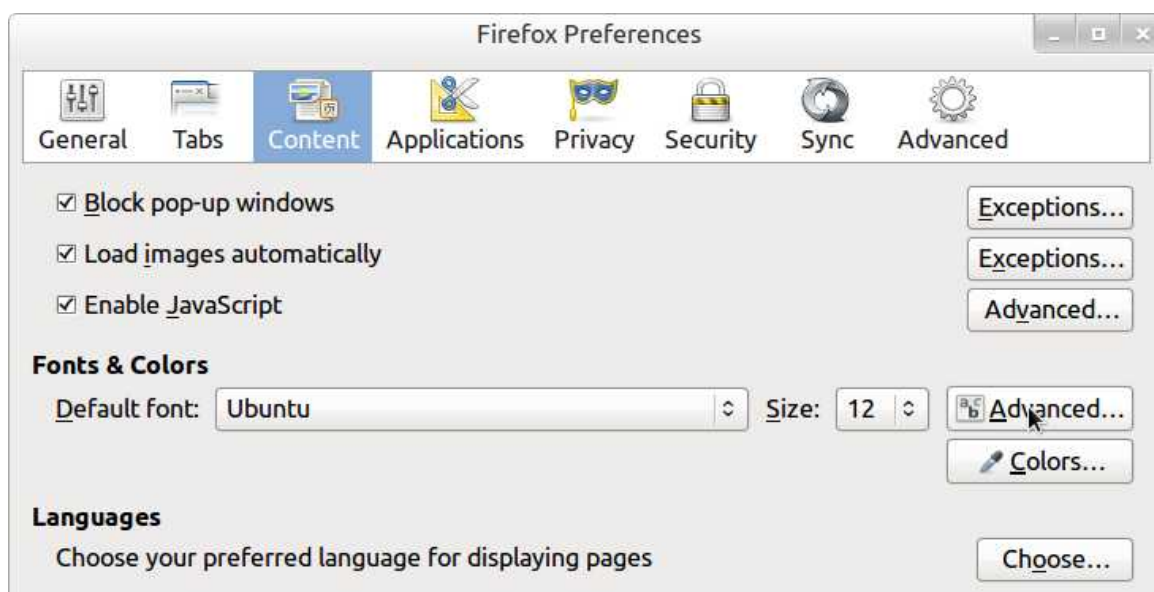 Firefox Preferences
General Tabs Content Applications Privacy Security Sync Advanced
Block pop-up windows Exceptions...
Load images automatically Exceptions...
Enable JavaScript Advanced...
Fonts & Colors
Default font: Ubuntu Size: 12 Advanced...
Colors...
Languages
Choose your preferred language for displaying pages Choose...